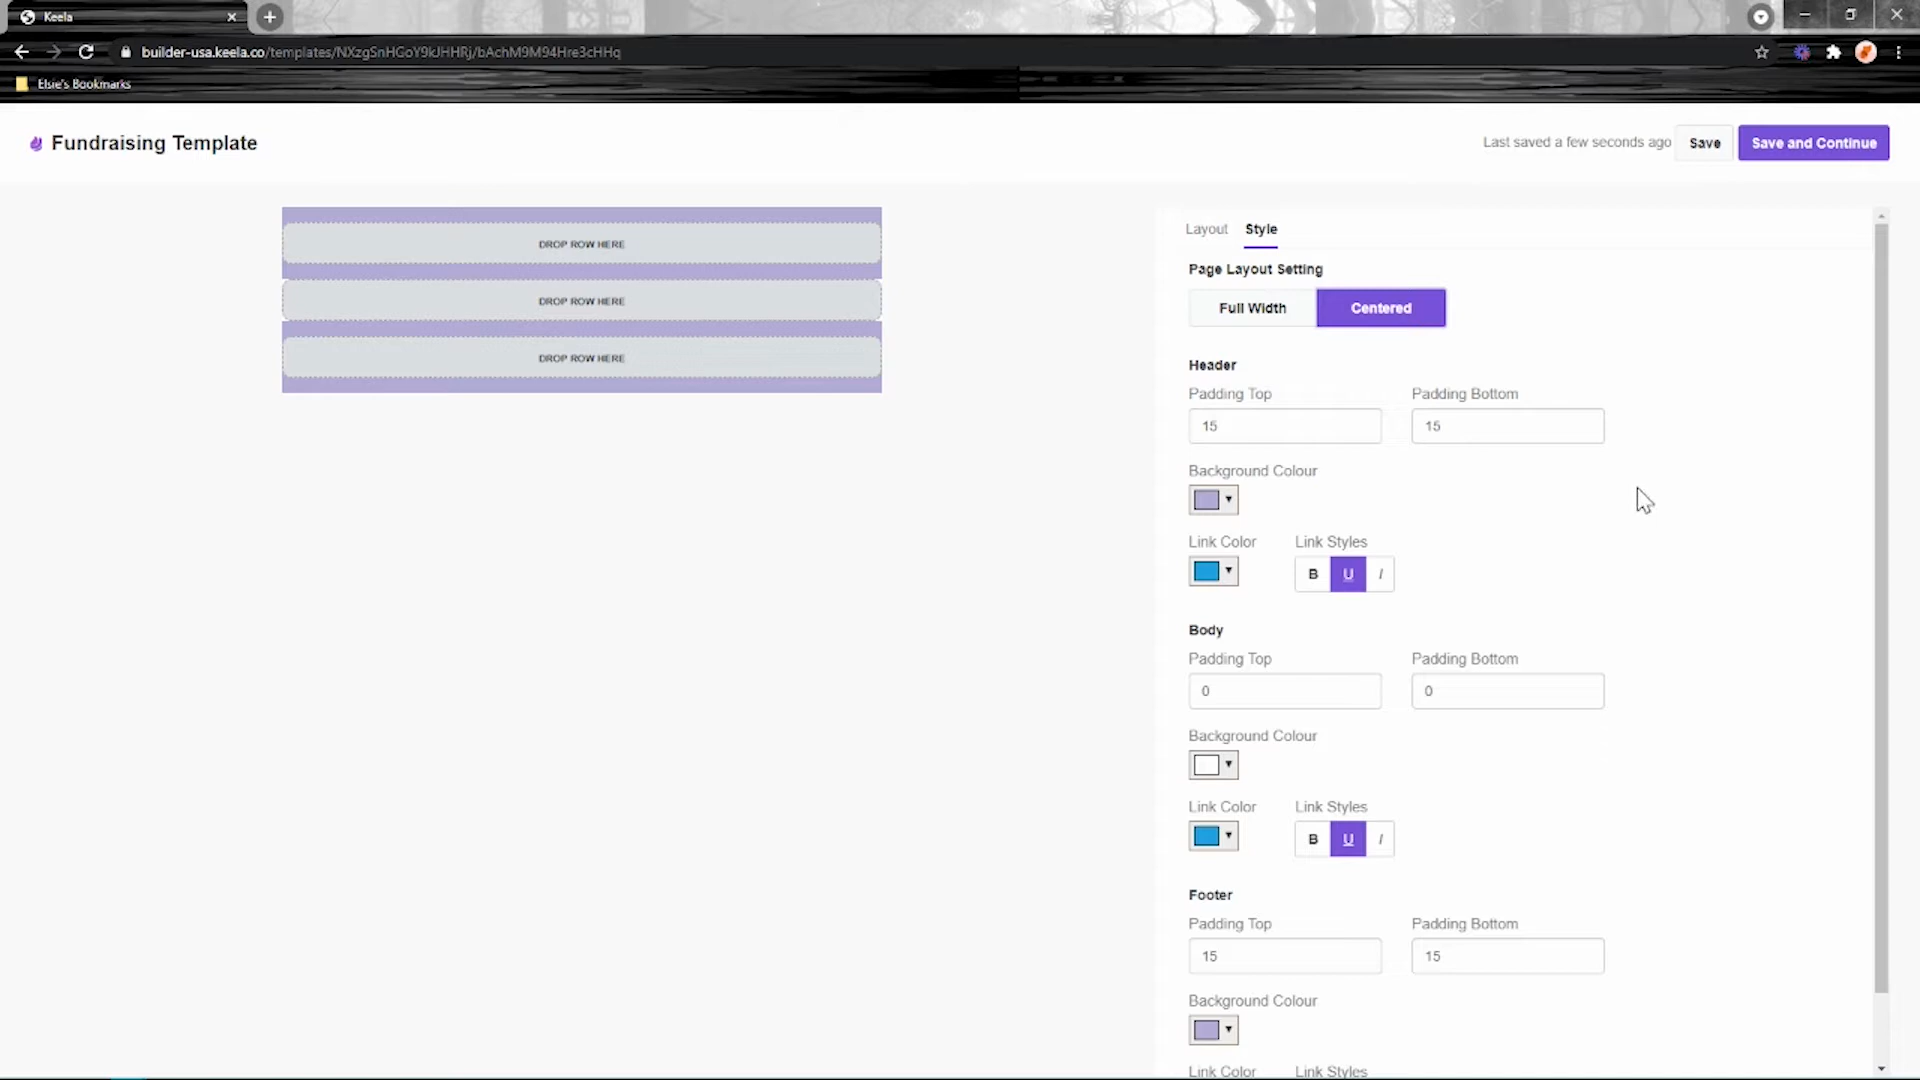 Keela
builder-usa.keela.co/templates/NXzgSnHGoY9kJHHRj/bAchM9M94Hre3cHHq
Elsie's Bookmarks
Fundraising Template
Last saved a few seconds ago
Save
Save and Continue
DROP ROW HERE
DROP ROW HERE
DROP ROW HERE
Layout Style
Page Layout Setting
Full Width Centered
Header
Padding Top Padding Bottom
15 15
Background Colour
Link Color Link Styles
B U I
Body
Padding Top Padding Bottom
0 0
Background Colour
Link Color Link Styles
B U I
Footer
Padding Top Padding Bottom
15 15
Background Colour
Link Color Link Styles